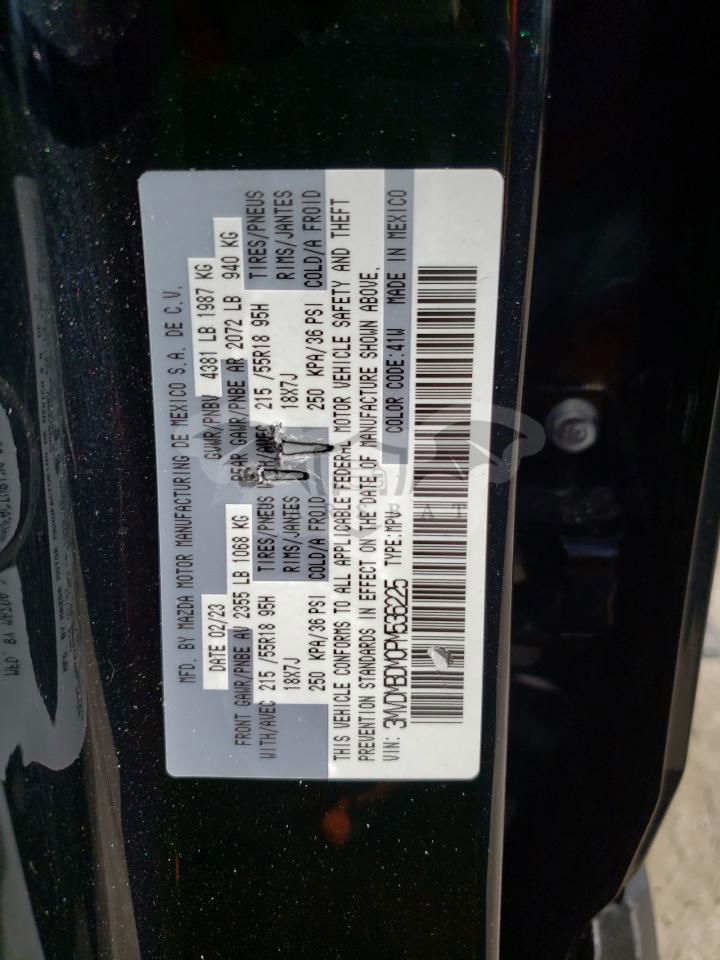 MFD. BY MAZDA MOTOR MANUFACTURING DE MEXICO S.A. DE C.V.
DATE 02/23 GVWR/PNBV 4381 LB 1987 KG
FRONT GAWR/PNBE AV 2355 LB 1068 KG REAR GAWR/PNBE AR 2072 LB 940 KG
WITH/AVEC 215 /55R18 95H TIRES/PNEUS WITH/AVEC 215 /55R18 95H TIRES/PNEUS
18X7J RIMS/JANTES 18X7J RIMS/JANTES
250 KPA/36 PSI COLD/A FROID 250 KPA/36 PSI COLD/A FROID
THIS VEHICLE CONFORMS TO ALL APPLICABLE FEDERAL MOTOR VEHICLE SAFETY AND THEFT
PREVENTION STANDARDS IN EFFECT ON THE DATE OF MANUFACTURE SHOWN ABOVE.
VIN: 3MVDMBDM0PM536225 TYPE:MPV COLOR CODE:41W MADE IN MEXICO